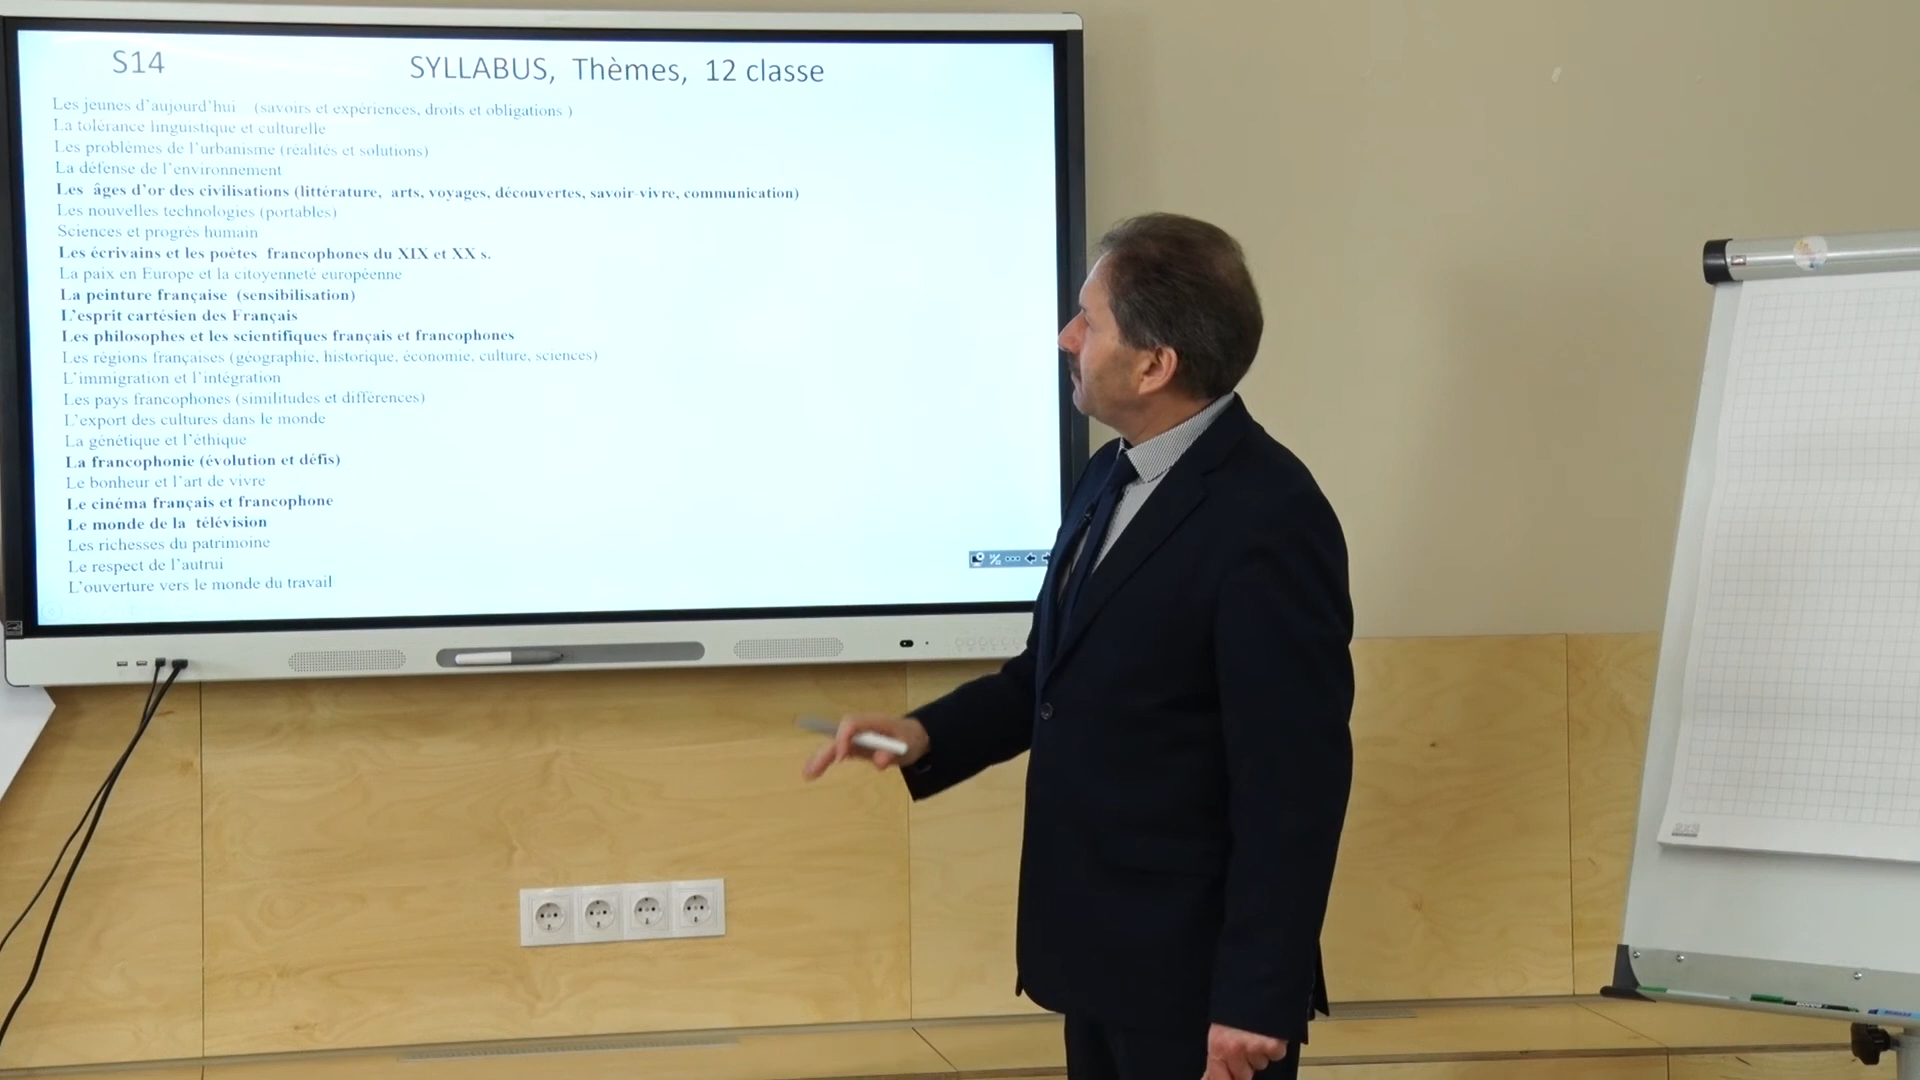 S14
SYLLABUS, Thèmes, 12 classe
Les jeunes d'aujourd'hui (savoirs et expériences, droits et obligations )
La tolérance linguistique et culturelle
Les problèmes de l'urbanisme (réalités et solutions)
La défense de l'environnement
Les âges d'or des civilisations (littérature, arts, voyages, découvertes, savoir-vivre, communication)
Les nouvelles technologies (portables)
Sciences et progrès humain
Les écrivains et les poètes francophones du XIX et XX s.
La paix en Europe et la citoyenneté européenne
La peinture française (sensibilisation)
L'esprit cartésien des Français
Les philosophes et les scientifiques français et francophones
Les régions françaises (géographie, historique, économie, culture, sciences)
L'immigration et l'intégration
Les pays francophones (similitudes et différences)
L'export des cultures dans le monde
La génétique et l'éthique
La francophonie (évolution et défis)
Le bonheur et l'art de vivre
Le cinéma français et francophone
Le monde de la télévision
Les richesses du patrimoine
Le respect de l'autrui
L'ouverture vers le monde du travail
2x3